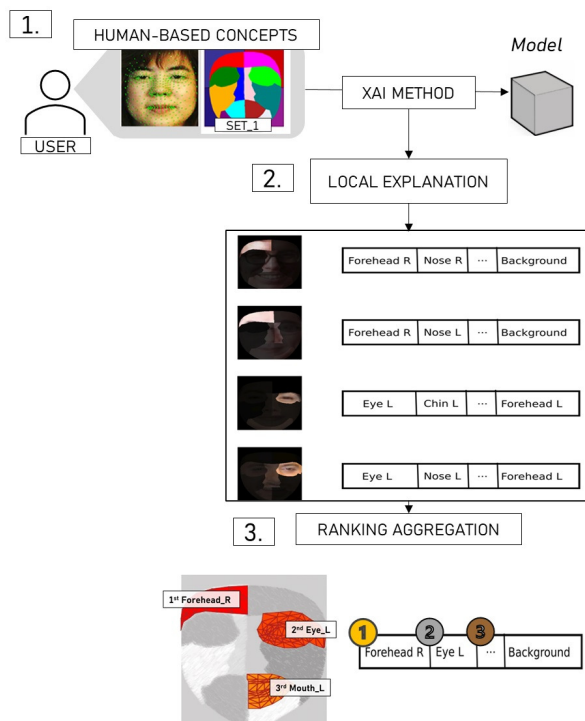 1.
HUMAN-BASED CONCEPTS
SET_1
USER
XAI METHOD
Model
2.
LOCAL EXPLANATION
Forehead R Nose R ... Background
Forehead R Nose L ... Background
Eye L Chin L ... Forehead L
Eye L Nose L ... Forehead L
3.
RANKING AGGREGATION
1st Forehead_R
2nd Eye_L
3rd Mouth_L
1 2 3
Forehead R Eye L ... Background